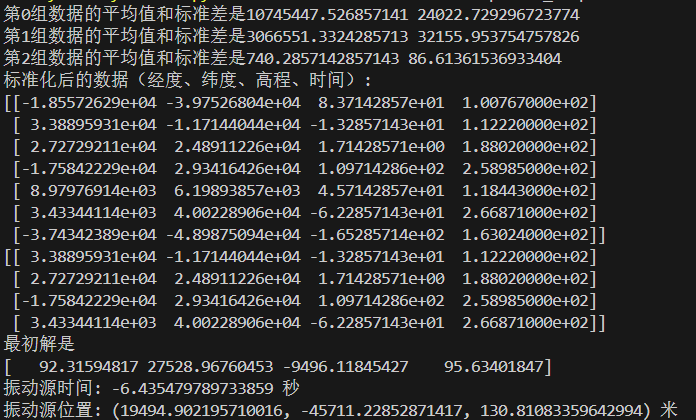 第0组数据的平均值和标准差是10745447.526857141 24022.729296723774
第1组数据的平均值和标准差是3066551.3324285713 32155.953754757826
第2组数据的平均值和标准差是740.2857142857143 86.61361536933404
标准化后的数据（经度、纬度、高程、时间）:
[[-1.85572629e+04 -3.97526804e+04  8.37142857e+01  1.00767000e+02]
 [ 3.38895931e+04 -1.17144044e+04 -1.32857143e+01  1.12220000e+02]
 [ 2.72729211e+04  2.48911226e+04  1.71428571e+00  1.88020000e+02]
 [-1.75842229e+04  2.93416426e+04  1.09714286e+02  2.58985000e+02]
 [ 8.97976914e+03  6.19893857e+03  4.57142857e+01  1.18443000e+02]
 [ 3.43344114e+03  4.00228906e+04 -6.22857143e+01  2.66871000e+02]
 [-3.74342389e+04 -4.89875094e+04 -1.65285714e+02  1.63024000e+02]]
[[ 3.38895931e+04 -1.17144044e+04 -1.32857143e+01  1.12220000e+02]
 [ 2.72729211e+04  2.48911226e+04  1.71428571e+00  1.88020000e+02]
 [-1.75842229e+04  2.93416426e+04  1.09714286e+02  2.58985000e+02]
 [ 3.43344114e+03  4.00228906e+04 -6.22857143e+01  2.66871000e+02]]
最初解是
[   92.31594817 27528.96760453 -9496.11845427    95.63401847]
振动源时间: -6.435479789733859 秒
振动源位置: (19494.902195710016, -45711.22852871417, 130.81083359642994) 米